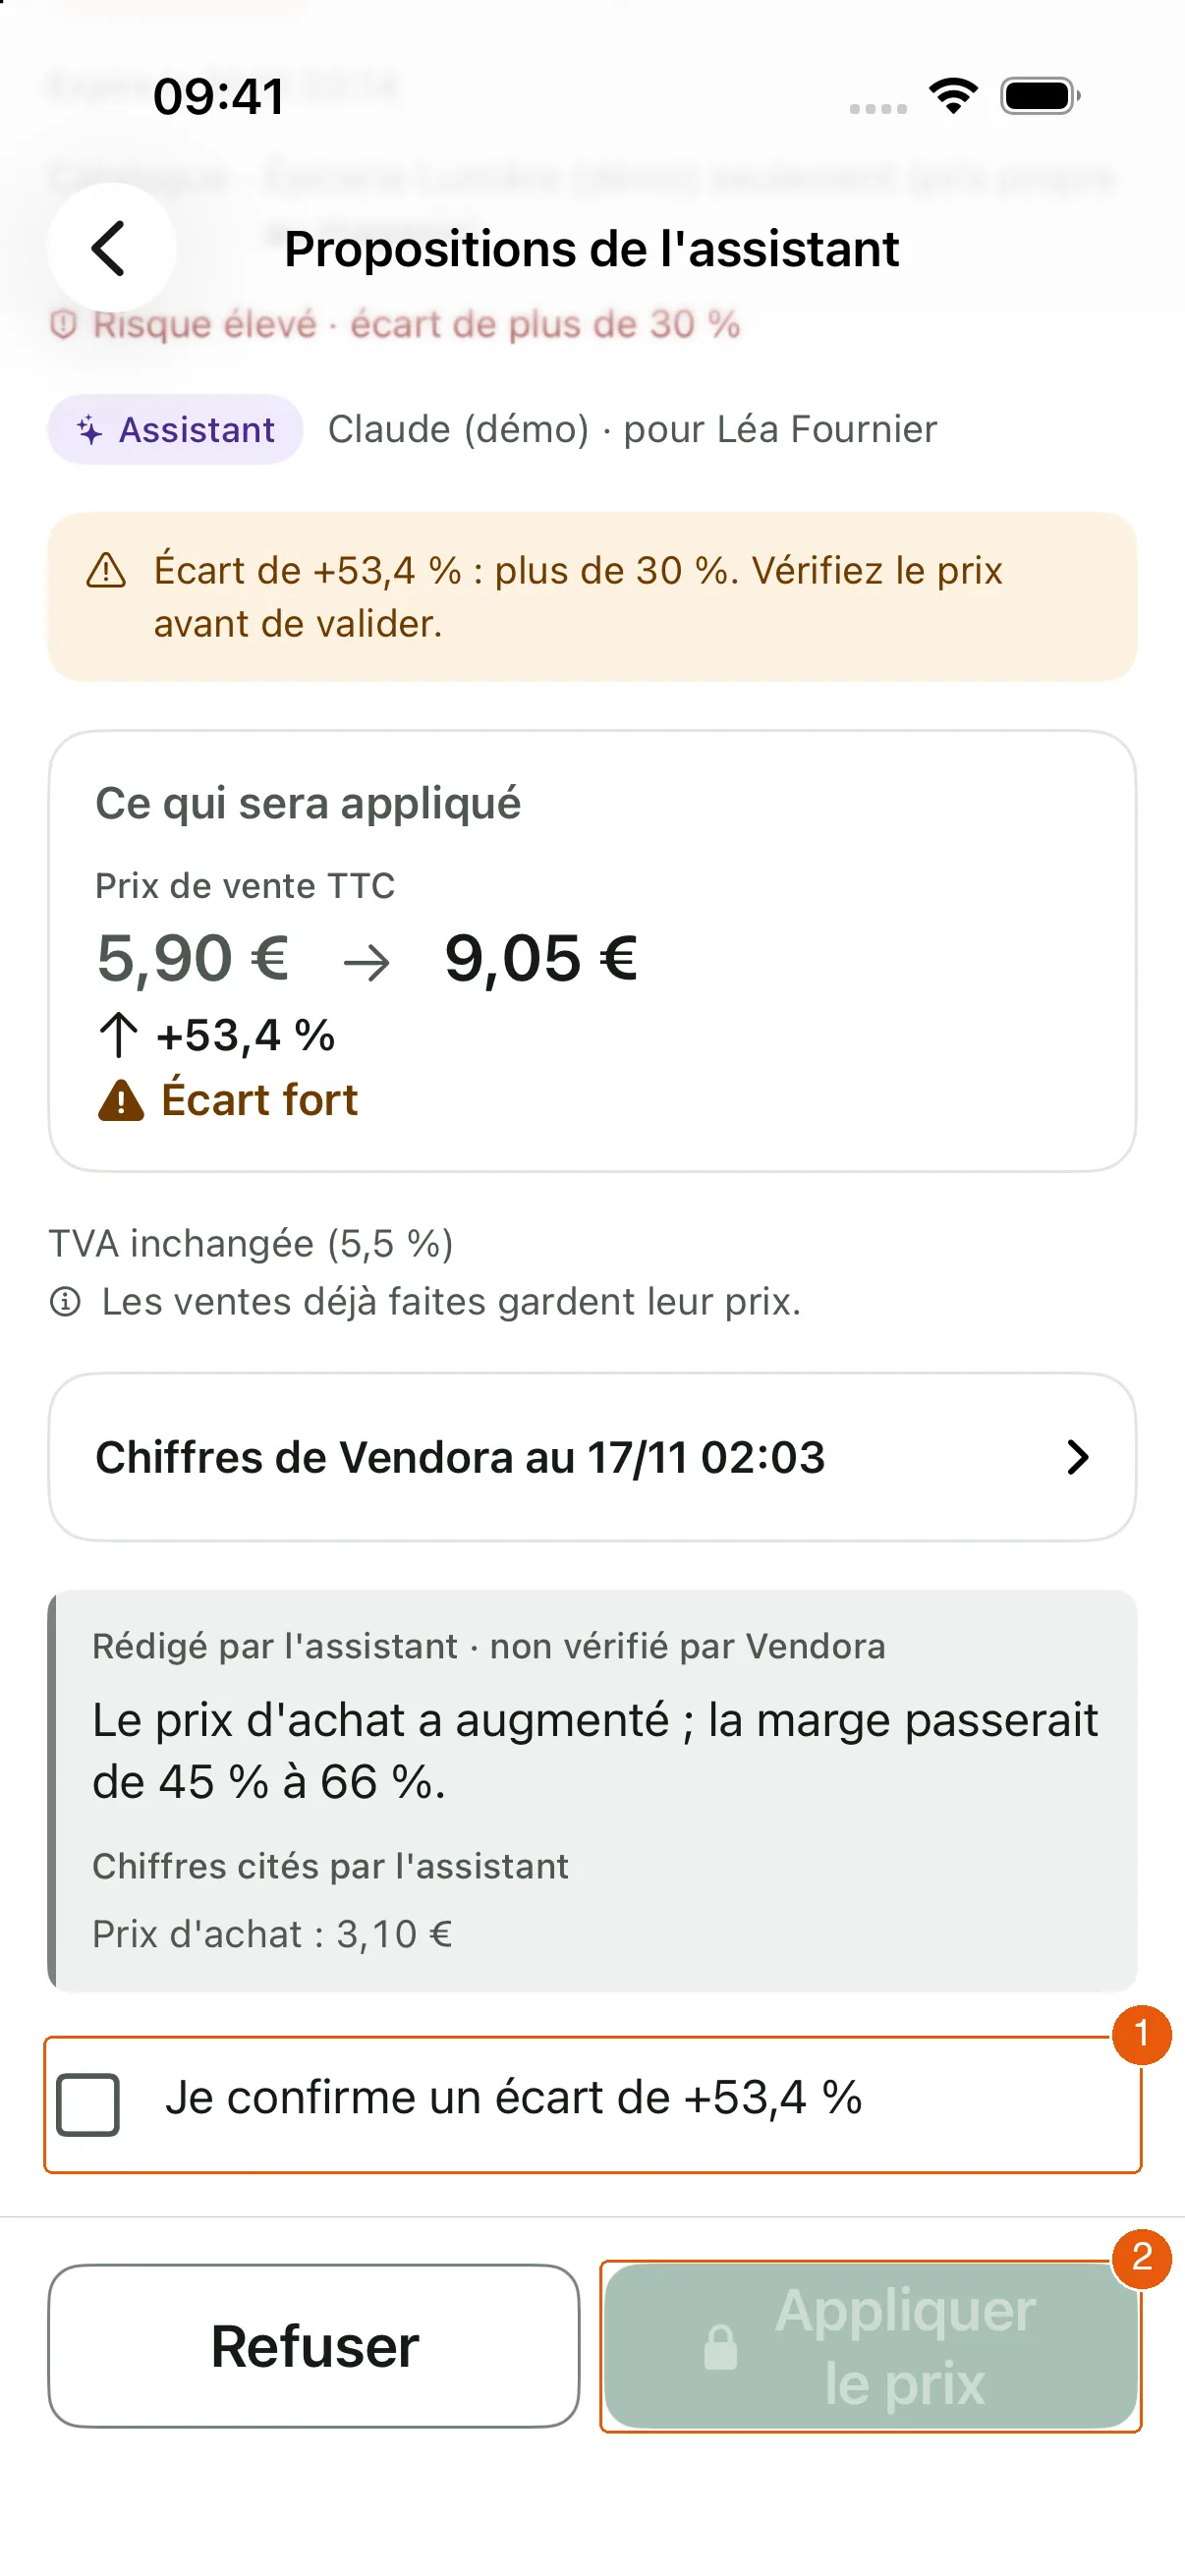 09:41
Propositions de l'assistant
Risque élevé · écart de plus de 30 %
Assistant
Claude (démo) · pour Léa Fournier
Écart de +53,4 % : plus de 30 %. Vérifiez le prix
avant de valider.
Ce qui sera appliqué
Prix de vente TTC
5,90 € → 9,05 €
↑ +53,4 %
Écart fort
TVA inchangée (5,5 %)
Les ventes déjà faites gardent leur prix.
Chiffres de Vendora au 17/11 02:03
Rédigé par l'assistant · non vérifié par Vendora
Le prix d'achat a augmenté ; la marge passerait
de 45 % à 66 %.
Chiffres cités par l'assistant
Prix d'achat : 3,10 €
1
Je confirme un écart de +53,4 %
2
Refuser
Appliquer
le prix